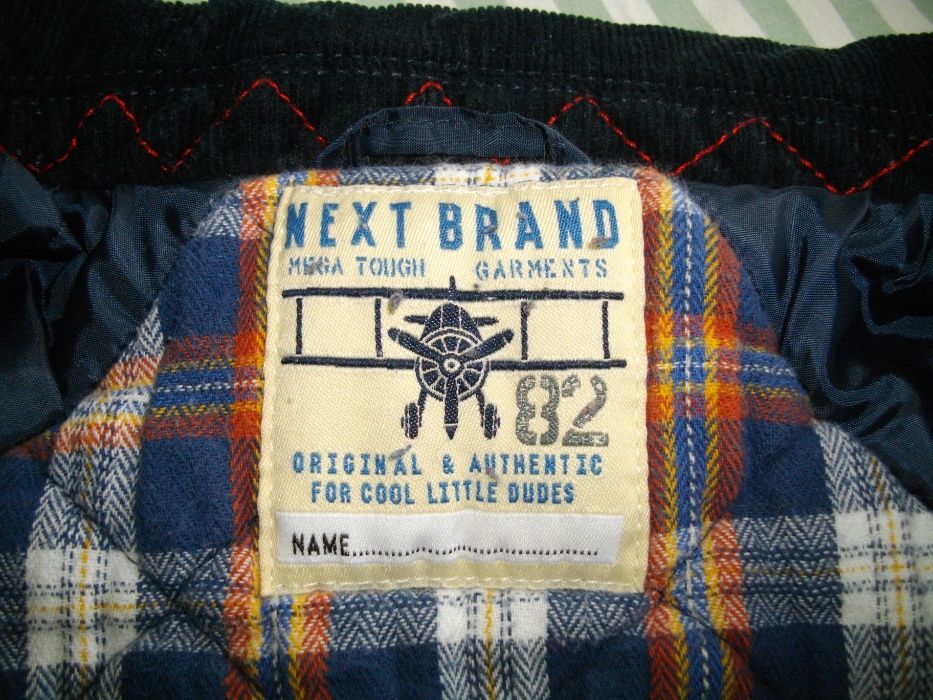 NEXT BRAND
MEGA TOUGH GARMENTS
82
ORIGINAL & AUTHENTIC
FOR COOL LITTLE DUDES
NAME...................................